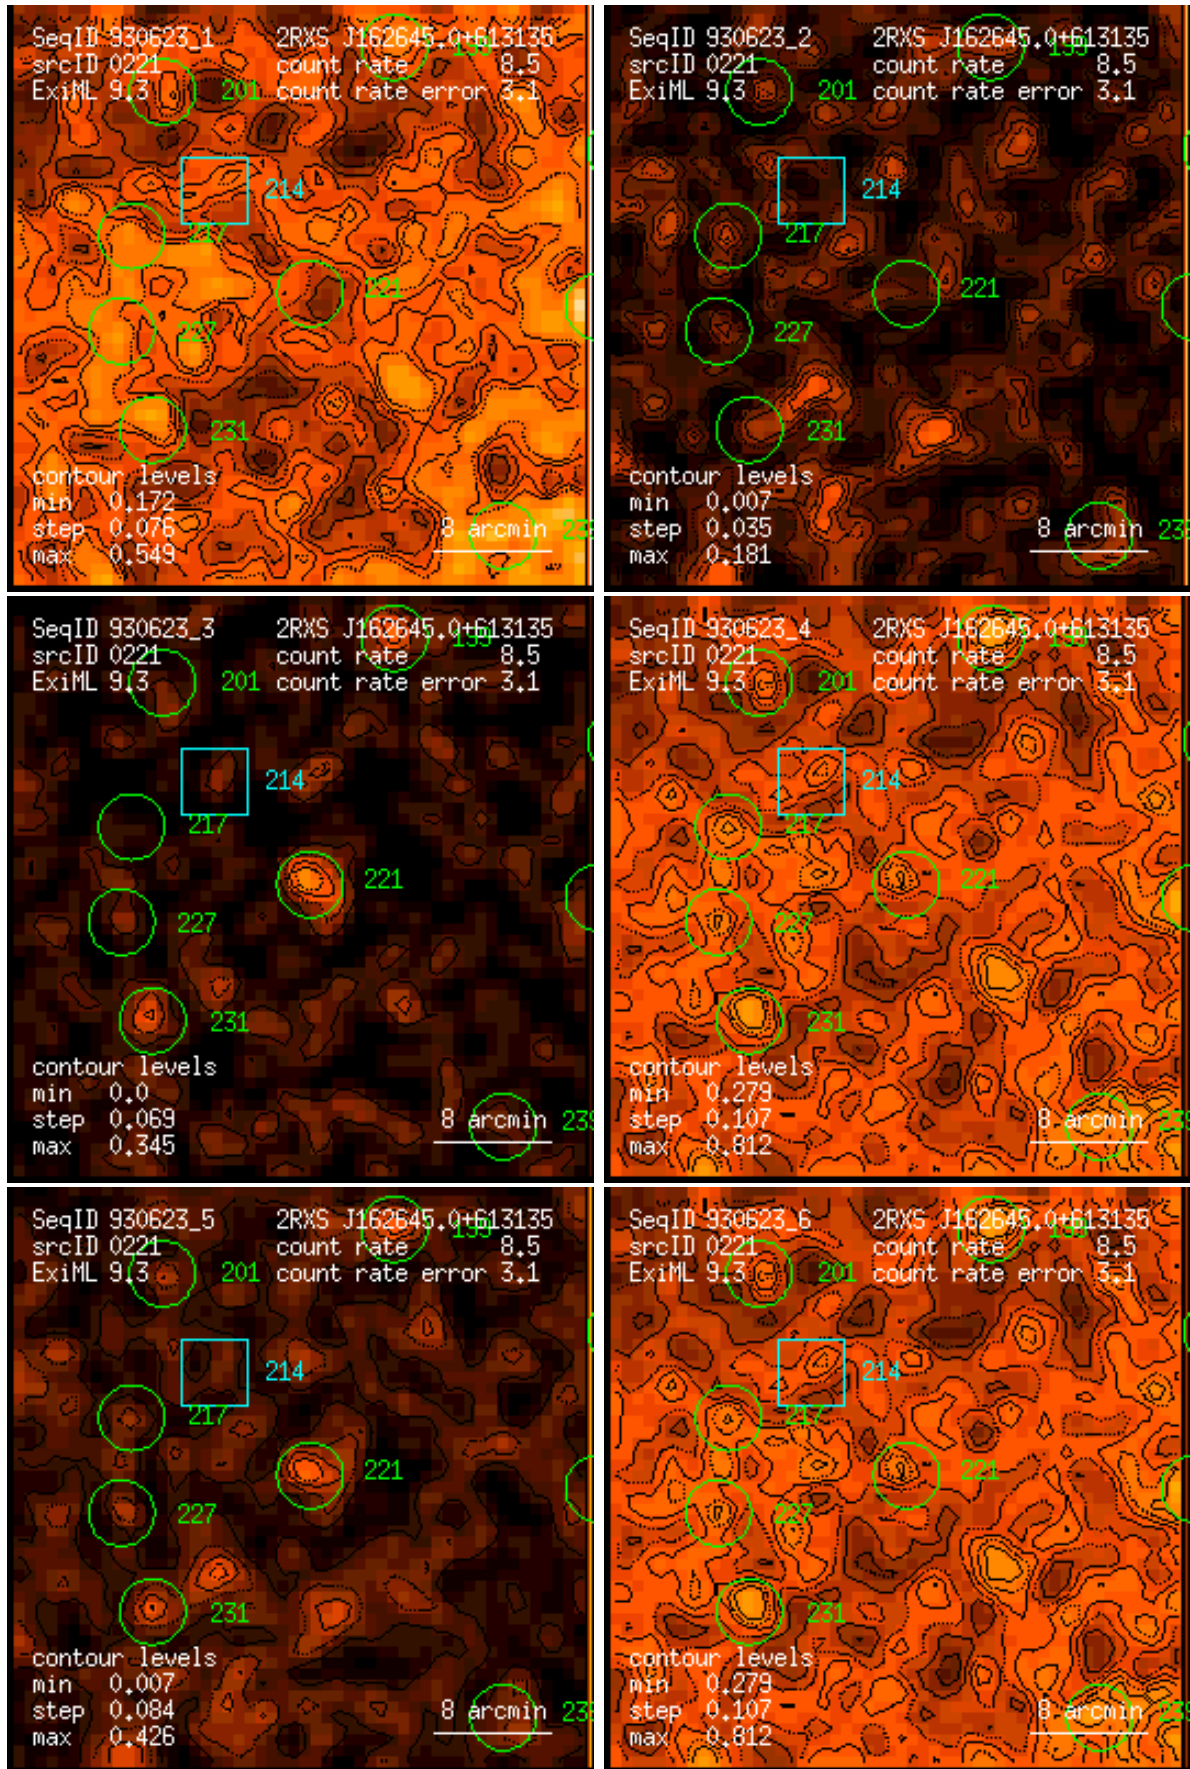 SeqID 930623_1 2RXS J162645.0+613135
srcID 0221 count rate 8.5
ExiML 9.3 count rate error 3.1
199
201
214
217
221
227
231
contour levels
min 0.172
step 0.076
max 0.549
8 arcmin
SeqID 930623_2 2RXS J162645.0+613135
srcID 0221 count rate 8.5
ExiML 9.3 count rate error 3.1
199
201
214
217
221
227
231
contour levels
min 0.007
step 0.035
max 0.181
8 arcmin
SeqID 930623_3 2RXS J162645.0+613135
srcID 0221 count rate 8.5
ExiML 9.3 count rate error 3.1
199
201
214
217
221
227
231
contour levels
min 0.0
step 0.069
max 0.345
8 arcmin 239
SeqID 930623_4 2RXS J162645.0+613135
srcID 0221 count rate 8.5
ExiML 9.3 count rate error 3.1
199
201
214
217
221
227
231
contour levels
min 0.279
step 0.107
max 0.812
8 arcmin
SeqID 930623_5 2RXS J162645.0+613135
srcID 0221 count rate 8.5
ExiML 9.3 count rate error 3.1
199
201
214
217
221
227
231
contour levels
min 0.007
step 0.084
max 0.426
8 arcmin 239
SeqID 930623_6 2RXS J162645.0+613135
srcID 0221 count rate 8.5
ExiML 9.3 count rate error 3.1
199
201
214
217
221
227
231
contour levels
min 0.279
step 0.107
max 0.812
8 arcmin